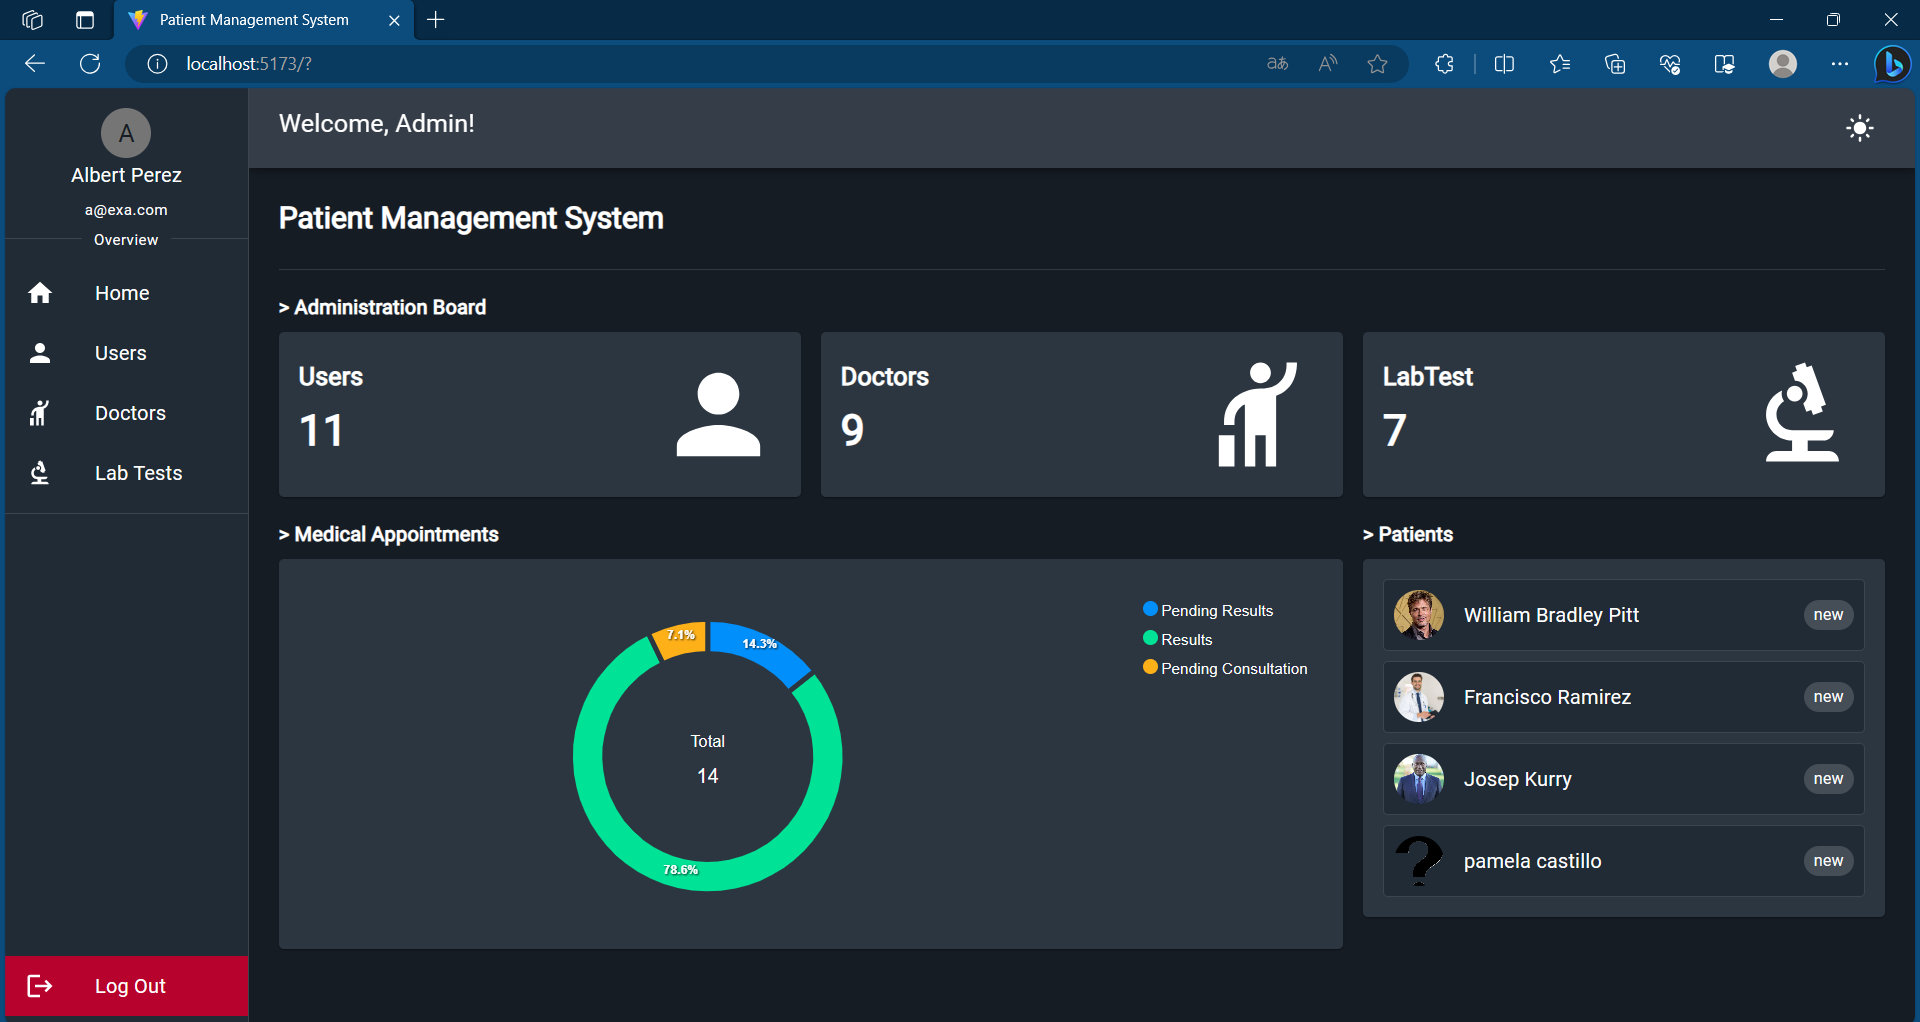 Patient Management System
localhost:5173/?
A
Albert Perez
a@exa.com
Overview
Home
Users
Doctors
Lab Tests
Log Out
Welcome, Admin!
Patient Management System
> Administration Board
Users
11
Doctors
9
LabTest
7
> Medical Appointments
Pending Results
Results
Pending Consultation
7.1%
14.3%
Total
14
78.6%
> Patients
William Bradley Pitt new
Francisco Ramirez new
Josep Kurry new
pamela castillo new